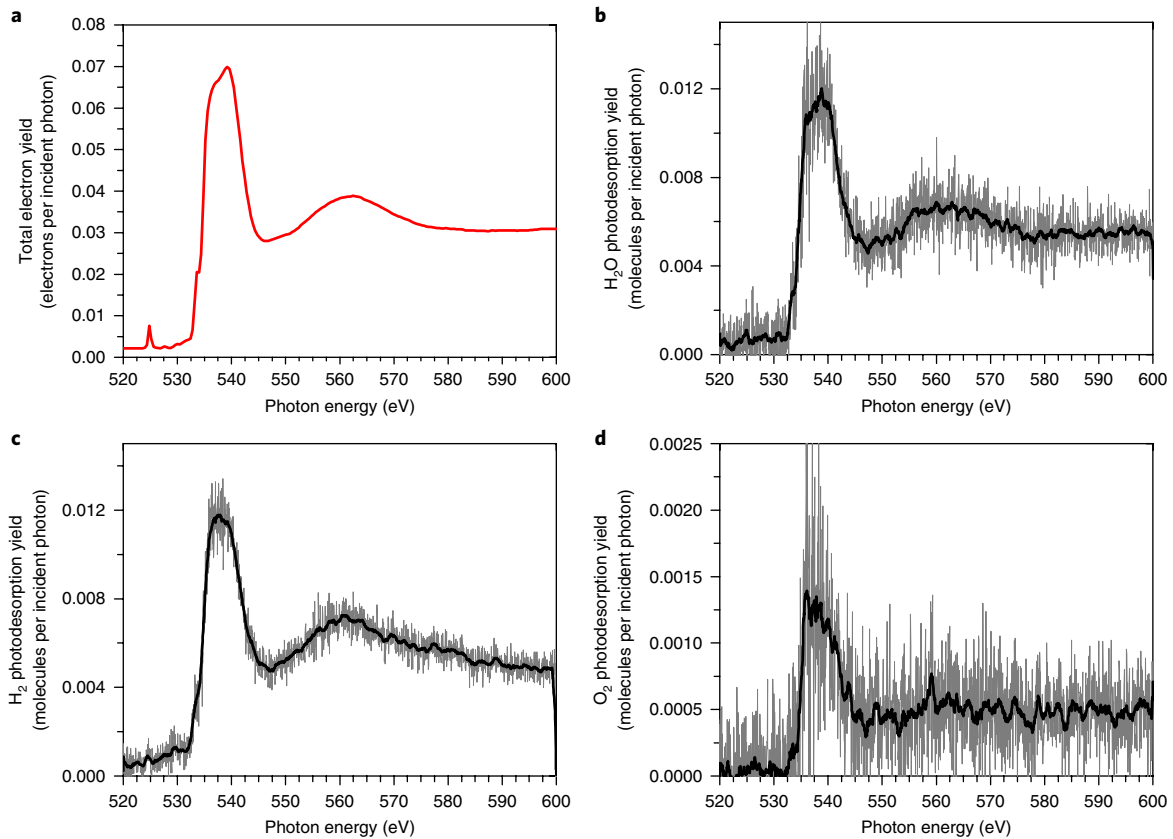 a
Total electron yield
(electrons per incident photon)
0.08
0.07
0.06
0.05
0.04
0.03
0.02
0.01
0.00
520 530 540 550 560 570 580 590 600
Photon energy (eV)
b
H₂O photodesorption yield
(molecules per incident photon)
0.012
0.009
0.006
0.000
520 530 540 550 560 570 580 590 600
Photon energy (eV)
c
H₂ photodesorption yield
(molecules per incident photon)
0.012
0.008
0.004
0.000
520 530 540 550 560 570 580 590 600
Photon energy (eV)
d
O₂ photodesorption yield
(molecules per incident photon)
0.0025
0.0020
0.0015
0.0010
0.0005
0.0000
520 530 540 550 560 570 580 590 600
Photon energy (eV)